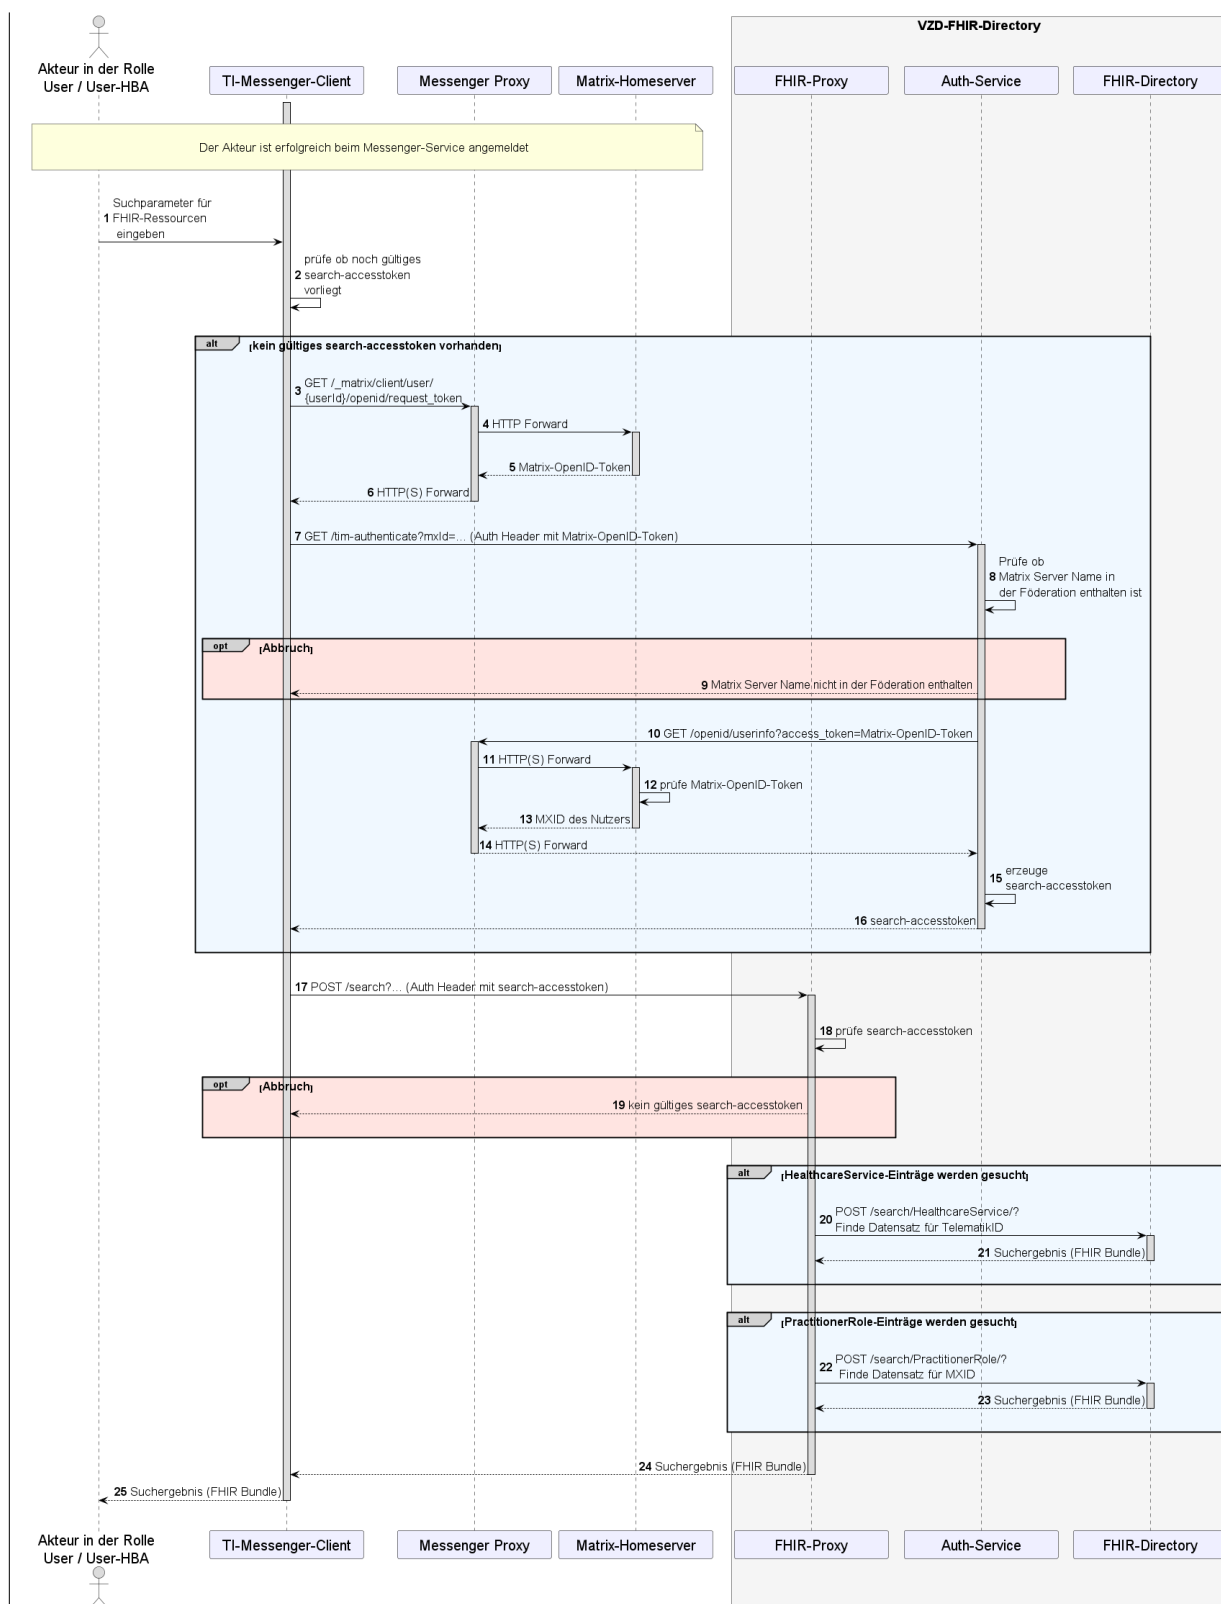 VZD-FHIR-Directory
Akteur in der Rolle
User / User-HBA
TI-Messenger-Client
Messenger Proxy
Matrix-Homeserver
FHIR-Proxy
Auth-Service
FHIR-Directory
Der Akteur ist erfolgreich beim Messenger-Service angemeldet
Suchparameter für
1 FHIR-Ressourcen
eingeben
prüfe ob noch gültiges
2 search-accesstoken
vorliegt
alt [kein gültiges search-accesstoken vorhanden]
GET /_matrix/client/user/
3 {userId}/openid/request_token
4 HTTP Forward
5 Matrix-OpenID-Token
6 HTTP(S) Forward
7 GET /tim-authenticate?mxId=... (Auth Header mit Matrix-OpenID-Token)
Prüfe ob
8 Matrix Server Name in
der Föderation enthalten ist
opt [Abbruch]
9 Matrix Server Name nicht in der Föderation enthalten
10 GET /openid/userinfo?access_token=Matrix-OpenID-Token
11 HTTP(S) Forward
12 prüfe Matrix-OpenID-Token
13 MXID des Nutzers
14 HTTP(S) Forward
erzeuge
15 search-accesstoken
16 search-accesstoken
17 POST /search?... (Auth Header mit search-accesstoken)
18 prüfe search-accesstoken
opt [Abbruch]
19 kein gültiges search-accesstoken
alt [HealthcareService-Einträge werden gesucht]
POST /search/HealthcareService/?
20 Finde Datensatz für TelematikID
21 Suchergebnis (FHIR Bundle)
alt [PractitionerRole-Einträge werden gesucht]
POST /search/PractitionerRole/?
22 Finde Datensatz für MXID
23 Suchergebnis (FHIR Bundle)
24 Suchergebnis (FHIR Bundle)
25 Suchergebnis (FHIR Bundle)
Akteur in der Rolle
User / User-HBA
TI-Messenger-Client
Messenger Proxy
Matrix-Homeserver
FHIR-Proxy
Auth-Service
FHIR-Directory